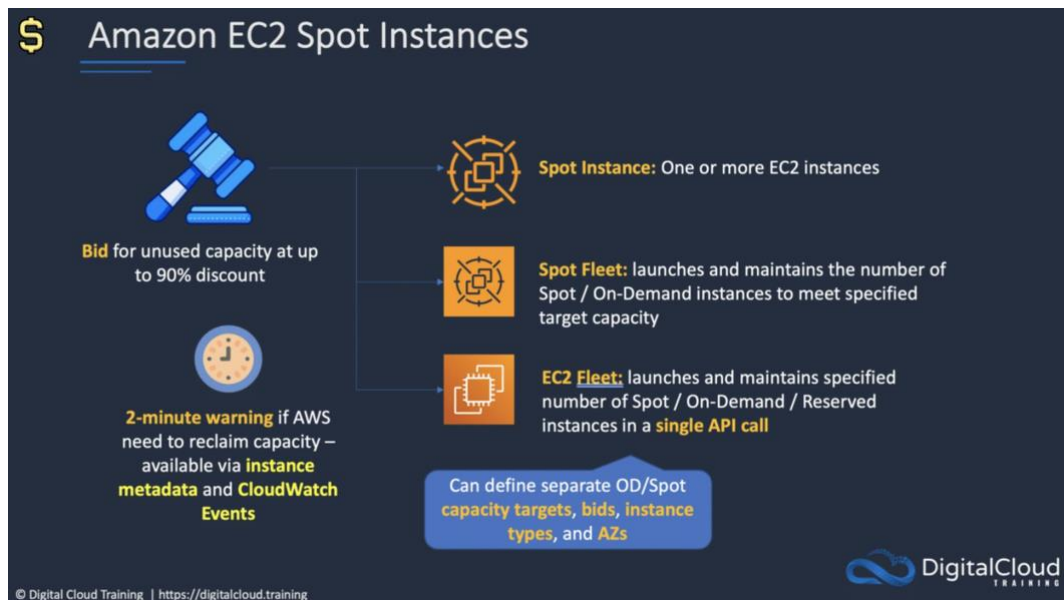 $ Amazon EC2 Spot Instances
Bid for unused capacity at up
to 90% discount
2-minute warning if AWS
need to reclaim capacity –
available via instance
metadata and CloudWatch
Events
Spot Instance: One or more EC2 instances
Spot Fleet: launches and maintains the number of
Spot / On-Demand instances to meet specified
target capacity
EC2 Fleet: launches and maintains specified
number of Spot / On-Demand / Reserved
instances in a single API call
Can define separate OD/Spot
capacity targets, bids, instance
types, and AZs
DigitalCloud
TRAINING
© Digital Cloud Training | https://digitalcloud.training